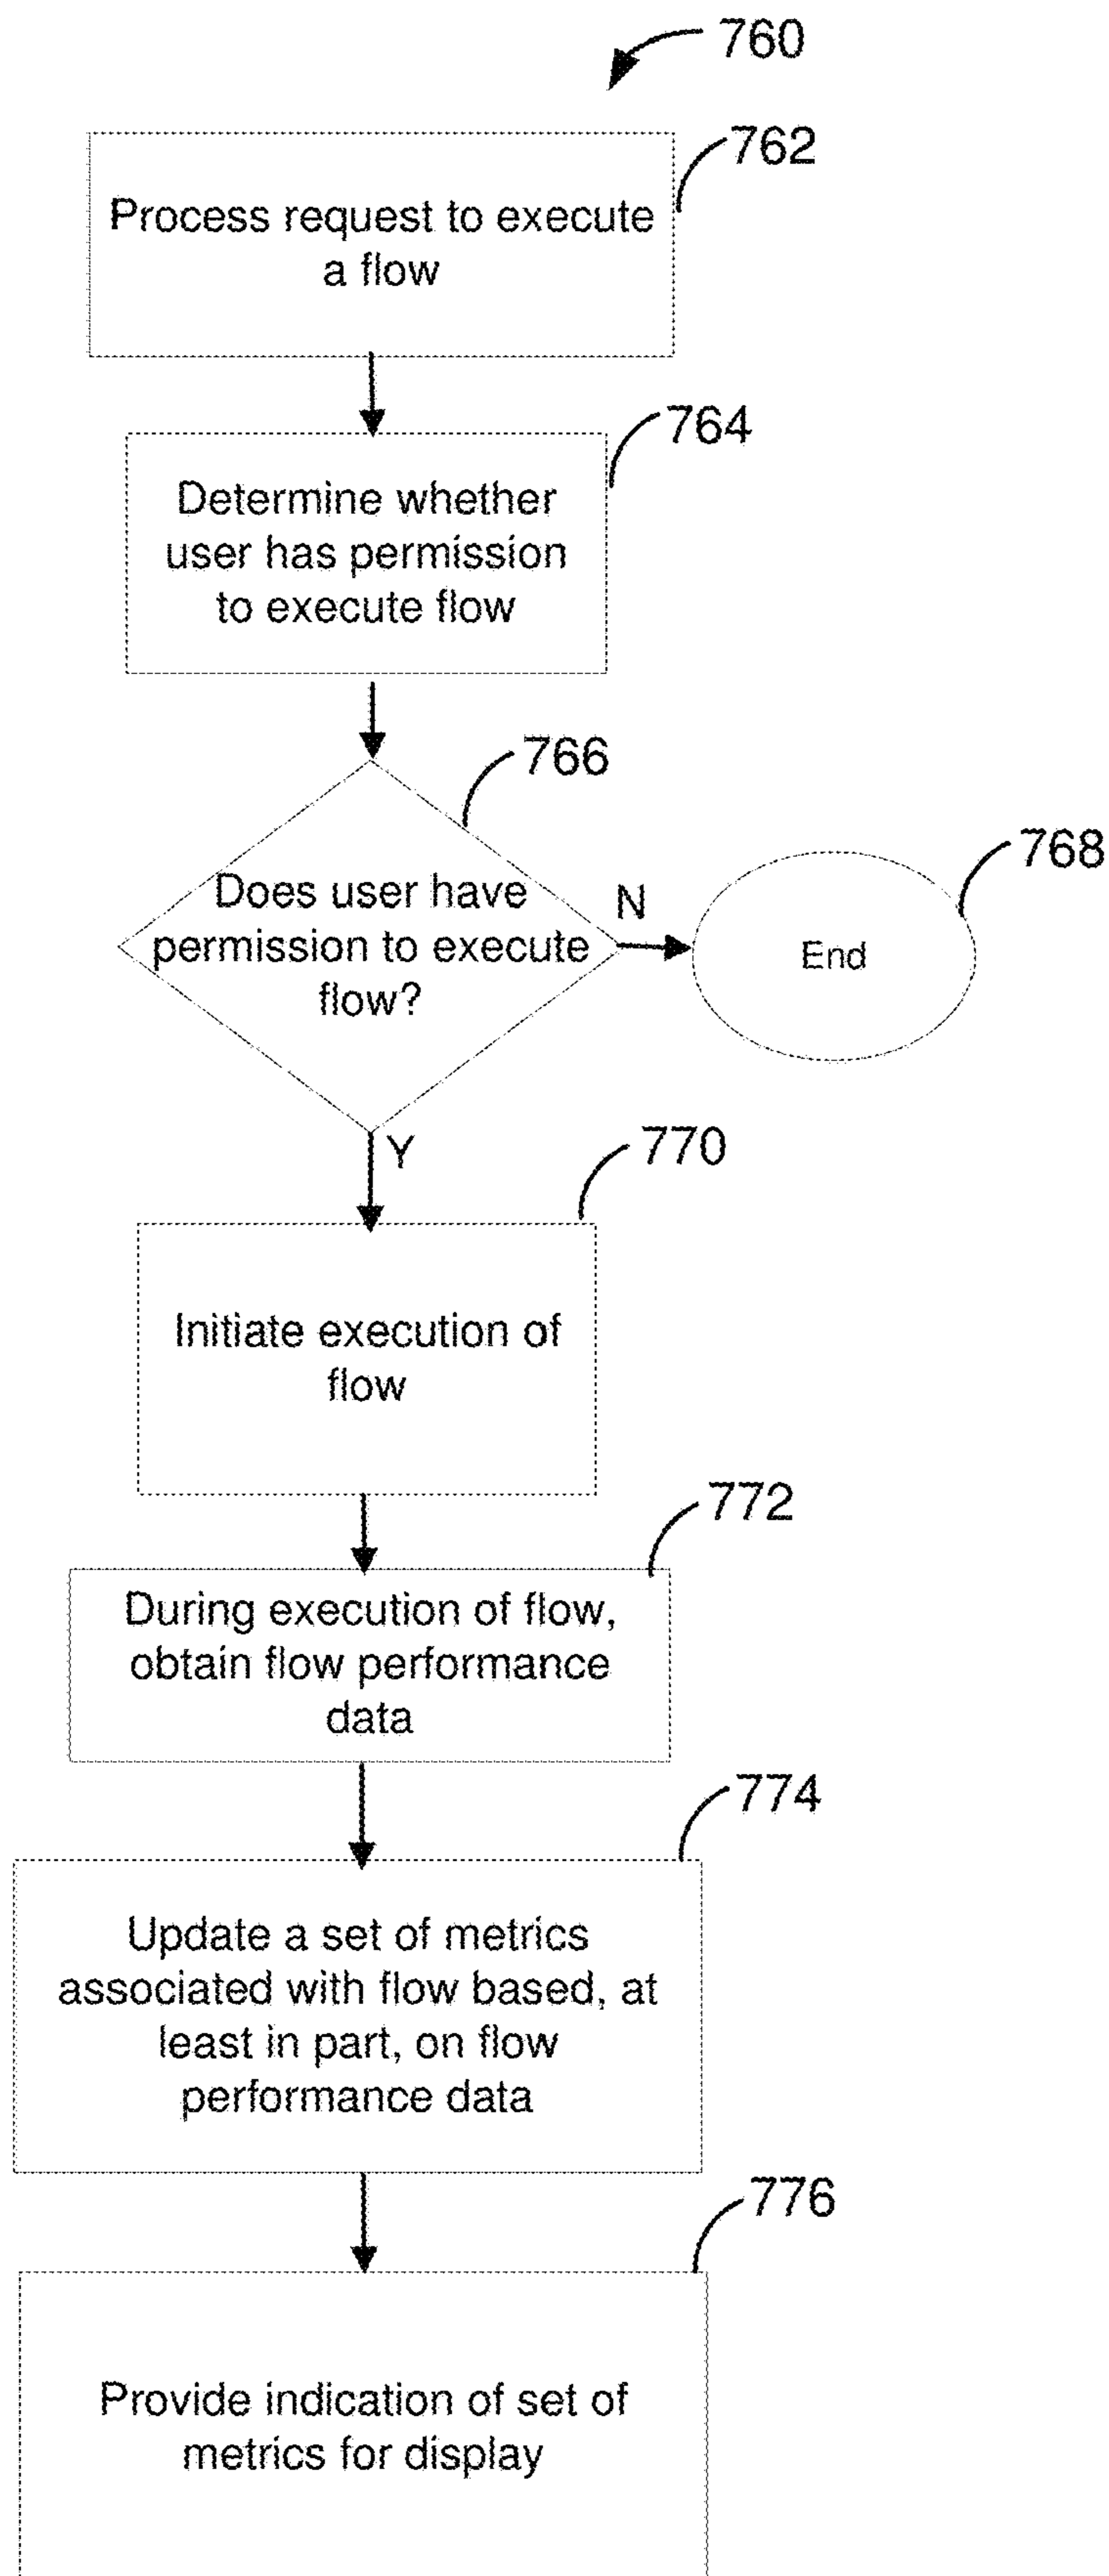 760
762
Process request to execute
a flow
764
Determine whether
user has permission
to execute flow
766
Does user have
permission to execute
flow?
N
768
End
Y
770
Initiate execution of
flow
772
During execution of flow,
obtain flow performance
data
774
Update a set of metrics
associated with flow based, at
least in part, on flow
performance data
776
Provide indication of set of
metrics for display